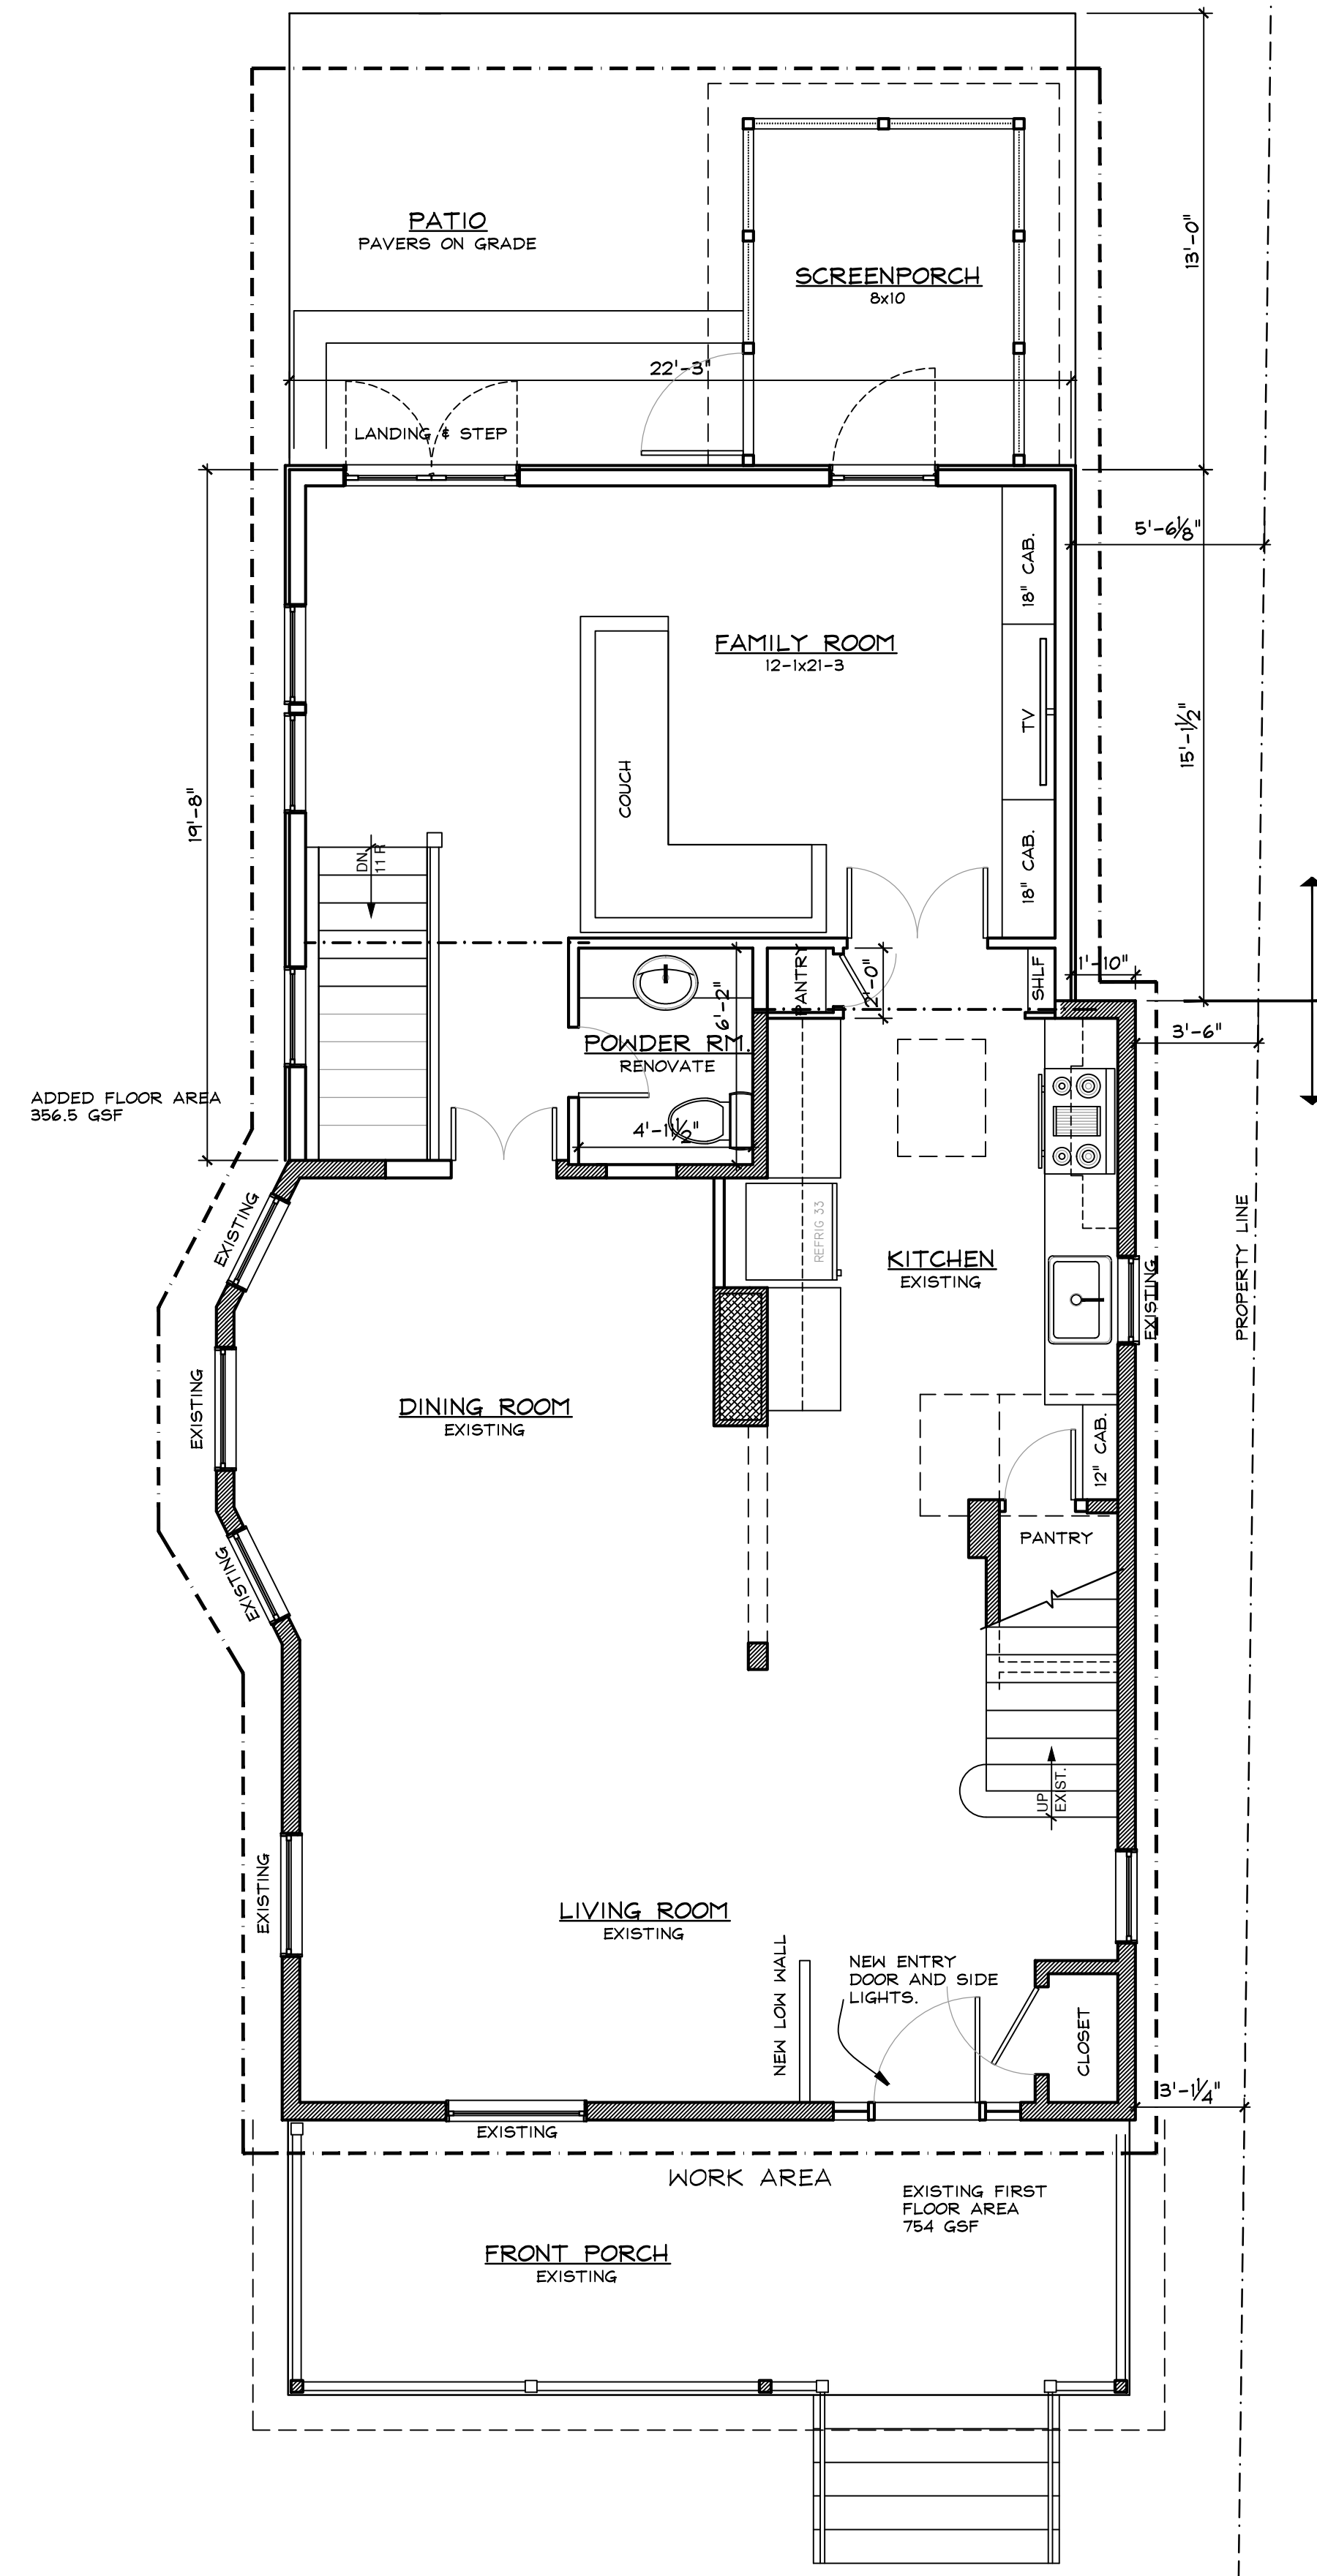 PATIO
PAVERS ON GRADE
13'-0"
SCREENPORCH
8x10
22'-3"
LANDING & STEP
5'-6⅛"
18" CAB.
FAMILY ROOM
12-1x21-3
TV
15'-1½"
COUCH
19'-8"
DN
11 R
18" CAB.
PANTRY
2'-0"
SHLF
1'-10"
6'-2"
3'-6"
POWDER RM.
RENOVATE
ADDED FLOOR AREA
356.5 GSF
4'-11½"
EXISTING
REFRIG 33
KITCHEN
EXISTING
EXISTING
PROPERTY LINE
EXISTING
DINING ROOM
EXISTING
12" CAB.
PANTRY
EXISTING
UP
EXIST.
EXISTING
LIVING ROOM
EXISTING
NEW LOW WALL
NEW ENTRY
DOOR AND SIDE
LIGHTS.
CLOSET
3'-1¼"
EXISTING
WORK AREA
EXISTING FIRST
FLOOR AREA
754 GSF
FRONT PORCH
EXISTING